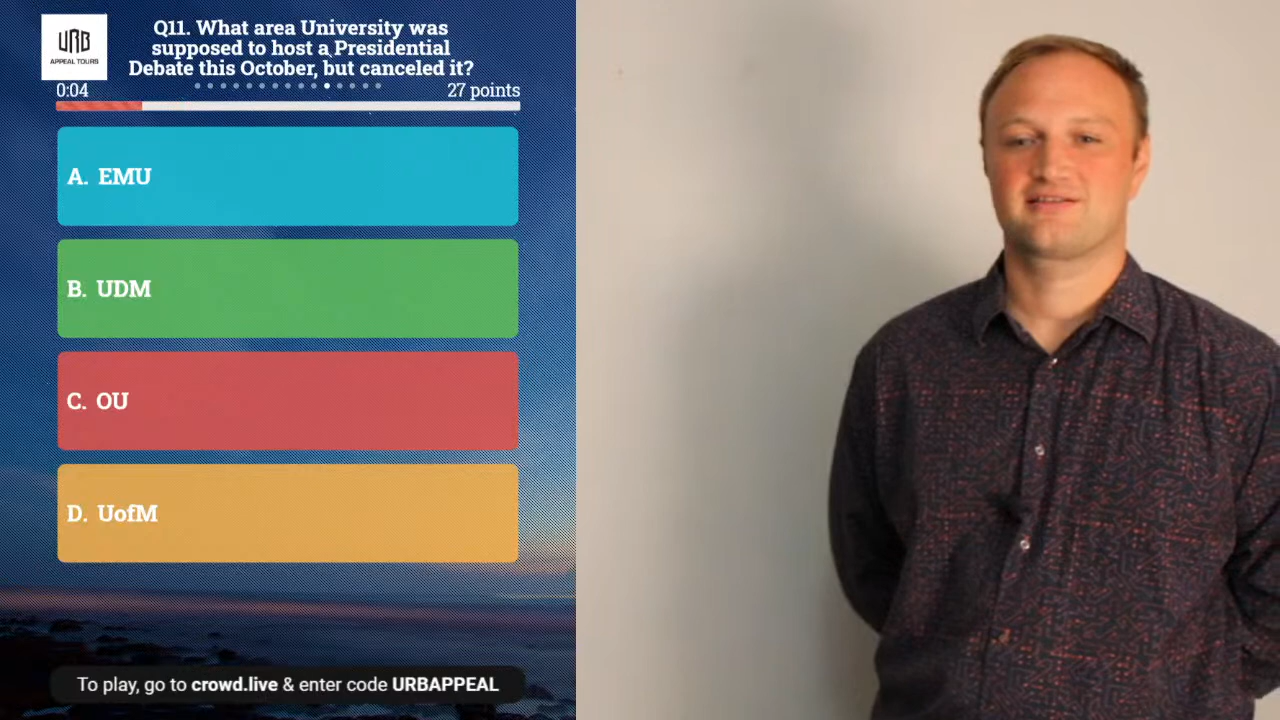 URB
APPEAL TOURS
Q11. What area University was
supposed to host a Presidential
Debate this October, but canceled it?
0:04
27 points
A. EMU
B. UDM
C. OU
D. UofM
To play, go to crowd.live & enter code URBAPPEAL